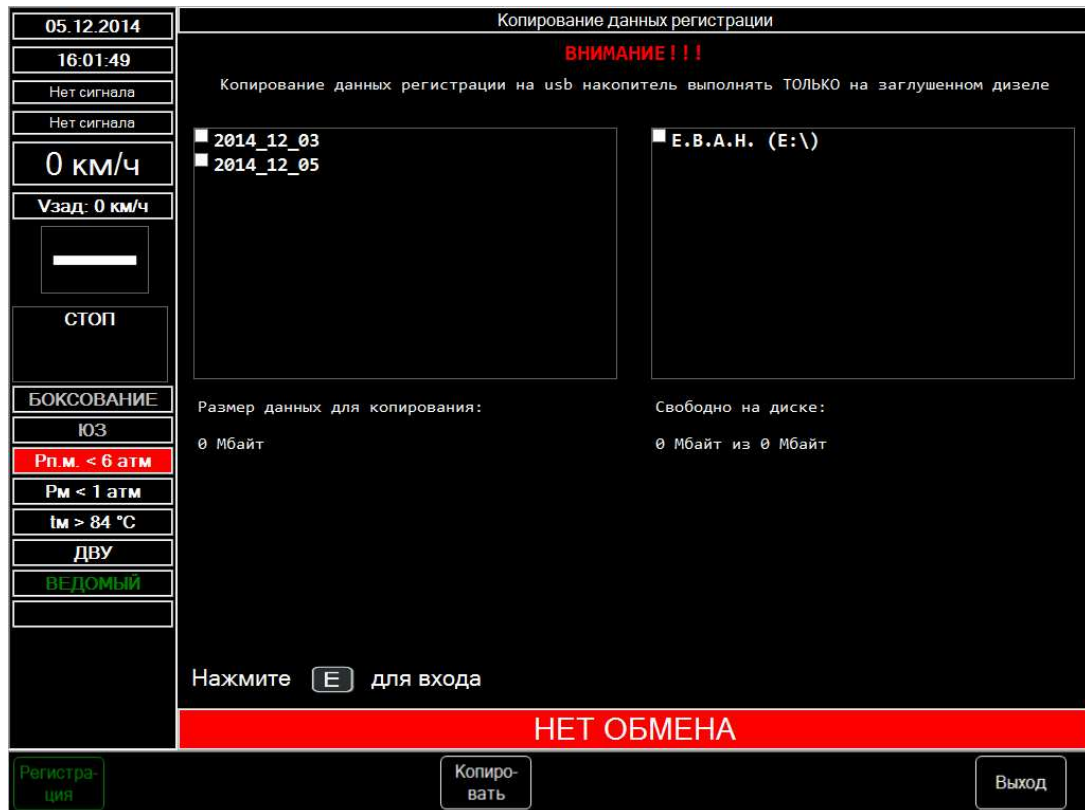 05.12.2014
16:01:49
Нет сигнала
Нет сигнала
0 км/ч
Vзад: 0 км/ч
СТОП
БОКСОВАНИЕ
ЮЗ
Рп.м. < 6 атм
Рм < 1 атм
tм > 84 °C
ДВУ
ВЕДОМЫЙ
Копирование данных регистрации
ВНИМАНИЕ!!!
Копирование данных регистрации на usb накопитель выполнять ТОЛЬКО на заглушенном дизеле
2014_12_03
2014_12_05
Е.В.А.Н. (E:\)
Размер данных для копирования:
0 Мбайт
Свободно на диске:
0 Мбайт из 0 Мбайт
Нажмите E для входа
НЕТ ОБМЕНА
Регистра-
ция
Копиро-
вать
Выход